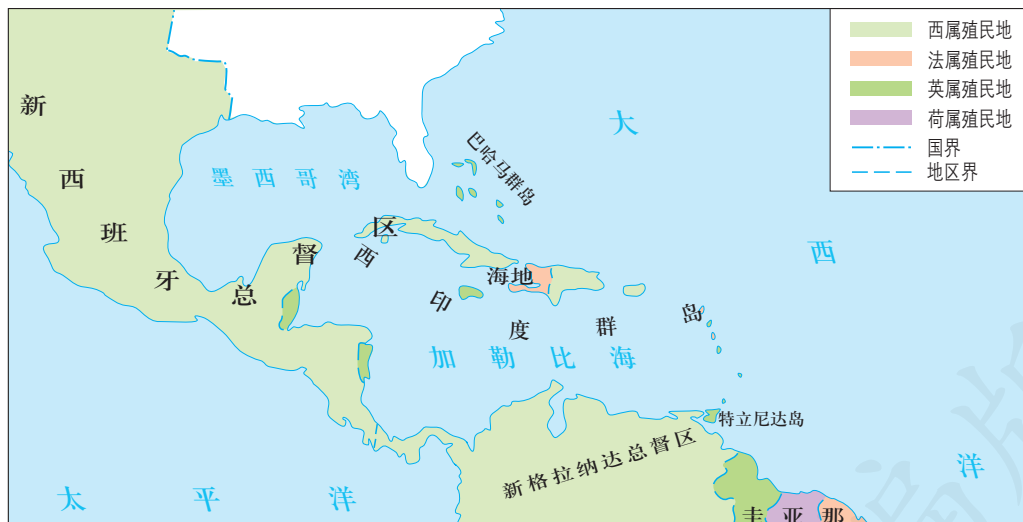 西属殖民地
法属殖民地
英属殖民地
荷属殖民地
国界
地区界
新西班牙总督区
墨西哥湾
巴哈马群岛
大西洋
西印度群岛
海地
加勒比海
特立尼达岛
新格拉纳达总督区
圭亚那
太平洋